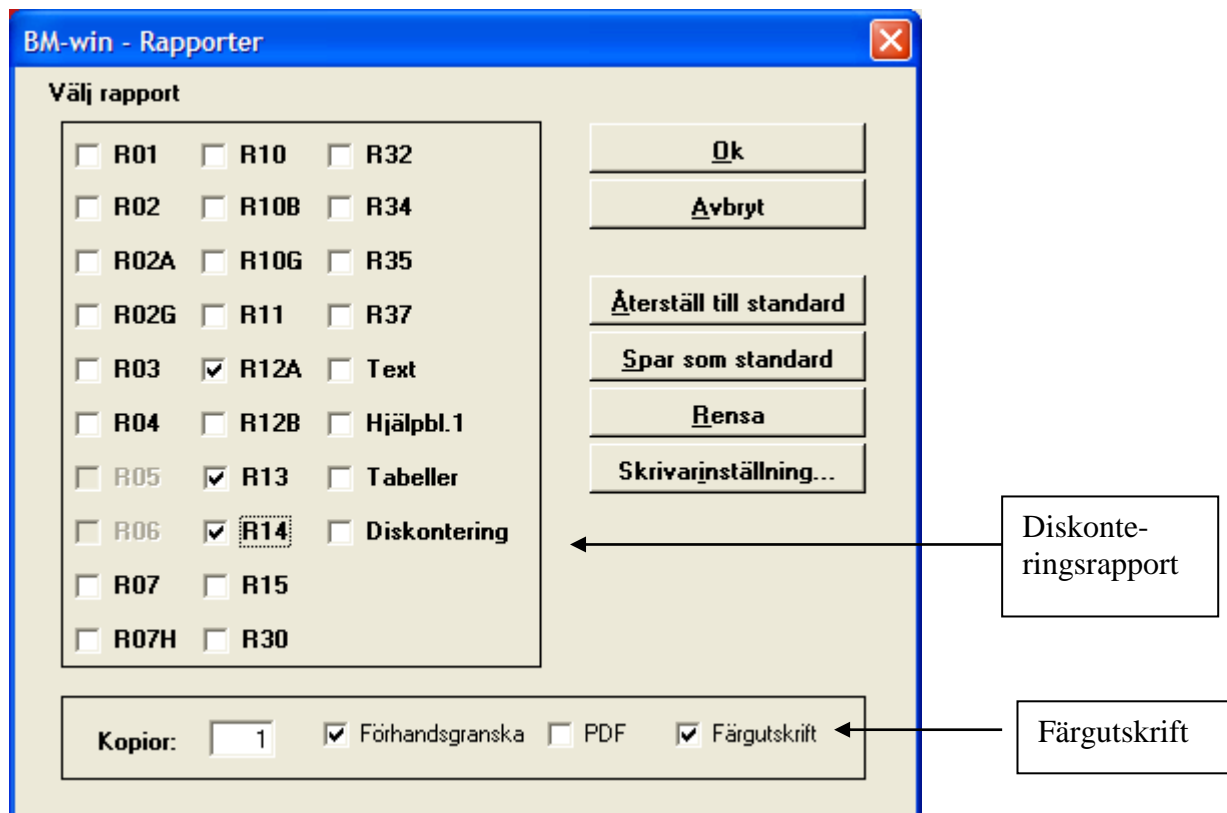 BM-win - Rapporter
Välj rapport
R01 R10 R32
R02 R10B R34
R02A R10G R35
R02G R11 R37
R03 R12A Text
R04 R12B Hjälpbl.1
R05 R13 Tabeller
R06 R14 Diskontering
R07 R15
R07H R30
Ok
Avbryt
Återställ till standard
Spar som standard
Rensa
Skrivarinställning...
Diskonte-
ringsrapport
Kopior: 1 Förhandsgranska PDF Färgutskrift
Färgutskrift